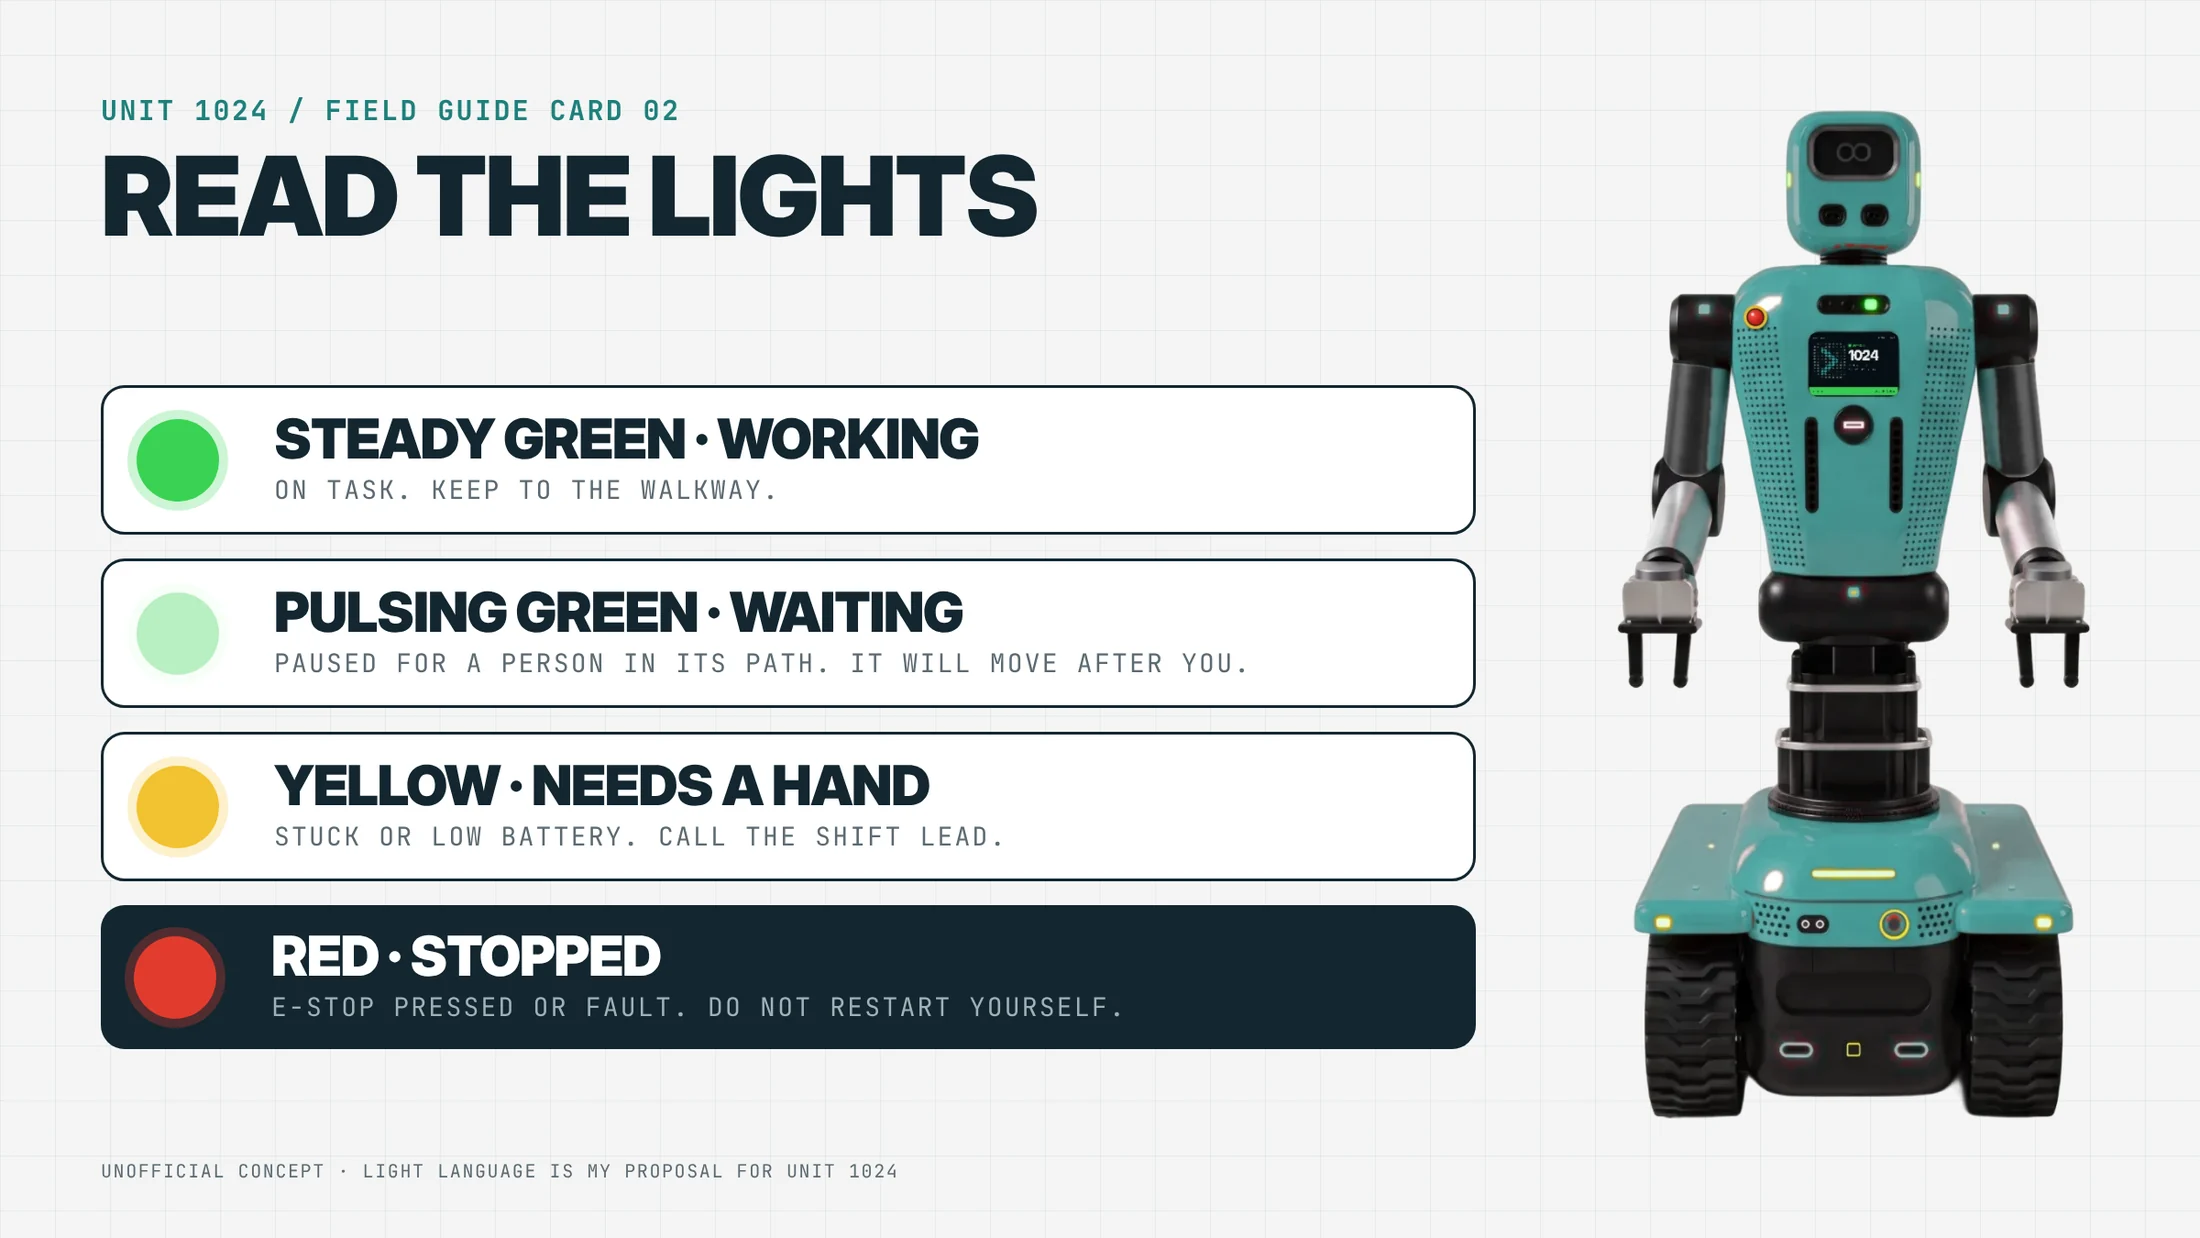 UNIT 1024 / FIELD GUIDE CARD 02
READ THE LIGHTS
STEADY GREEN · WORKING
ON TASK. KEEP TO THE WALKWAY.
PULSING GREEN · WAITING
PAUSED FOR A PERSON IN ITS PATH. IT WILL MOVE AFTER YOU.
YELLOW · NEEDS A HAND
STUCK OR LOW BATTERY. CALL THE SHIFT LEAD.
RED · STOPPED
E-STOP PRESSED OR FAULT. DO NOT RESTART YOURSELF.
1024
UNOFFICIAL CONCEPT · LIGHT LANGUAGE IS MY PROPOSAL FOR UNIT 1024